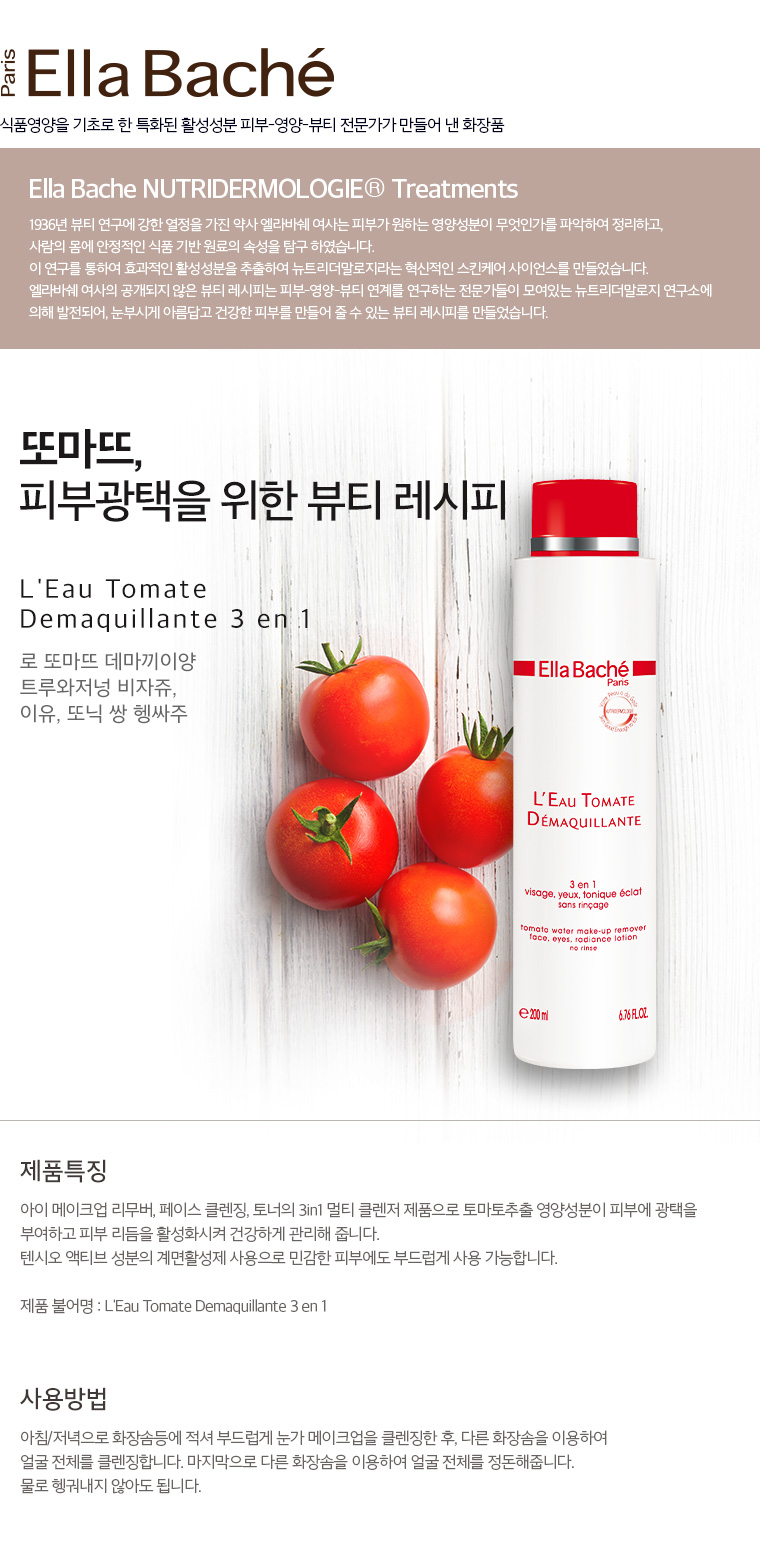 Paris
Ella Baché
식품영양을 기초로 한 특화된 활성성분 피부-영양-뷰티 전문가가 만들어 낸 화장품
Ella Bache NUTRIDERMOLOGIE® Treatments
1936년 뷰티 연구에 강한 열정을 가진 약사 엘라바쉐 여사는 피부가 원하는 영양성분이 무엇인가를 파악하여 정리하고,
사람의 몸에 안정적인 식품 기반 원료의 속성을 탐구 하였습니다.
이 연구를 통하여 효과적인 활성성분을 추출하여 뉴트리더말로지라는 혁신적인 스킨케어 사이언스를 만들었습니다.
엘라바쉐 여사의 공개되지 않은 뷰티 레시피는 피부-영양-뷰티 연계를 연구하는 전문가들이 모여있는 뉴트리더말로지 연구소에
의해 발전되어, 눈부시게 아름답고 건강한 피부를 만들어 줄 수 있는 뷰티 레시피를 만들었습니다.
또마뜨,
피부광택을 위한 뷰티 레시피
L'Eau Tomate
Demaquillante 3 en 1
로 또마뜨 데마끼이양
트루와저넝 비자쥬,
이유, 또닉 쌍 헹싸주
Ella Baché
Paris
NUTRIDERMOLOGIE
L'EAU TOMATE
DÉMAQUILLANTE
3 en 1
visage, yeux, tonique éclat
sans rinçage
tomato water make-up remover
face, eyes, radiance lotion
no rinse
℮ 200 ml
6.76 FL.OZ.
제품특징
아이 메이크업 리무버, 페이스 클렌징, 토너의 3in1 멀티 클렌저 제품으로 토마토추출 영양성분이 피부에 광택을
부여하고 피부 리듬을 활성화시켜 건강하게 관리해 줍니다.
텐시오 액티브 성분의 계면활성제 사용으로 민감한 피부에도 부드럽게 사용 가능합니다.
제품 불어명 : L'Eau Tomate Demaquillante 3 en 1
사용방법
아침/저녁으로 화장솜등에 적셔 부드럽게 눈가 메이크업을 클렌징한 후, 다른 화장솜을 이용하여
얼굴 전체를 클렌징합니다. 마지막으로 다른 화장솜을 이용하여 얼굴 전체를 정돈해줍니다.
물로 헹궈내지 않아도 됩니다.